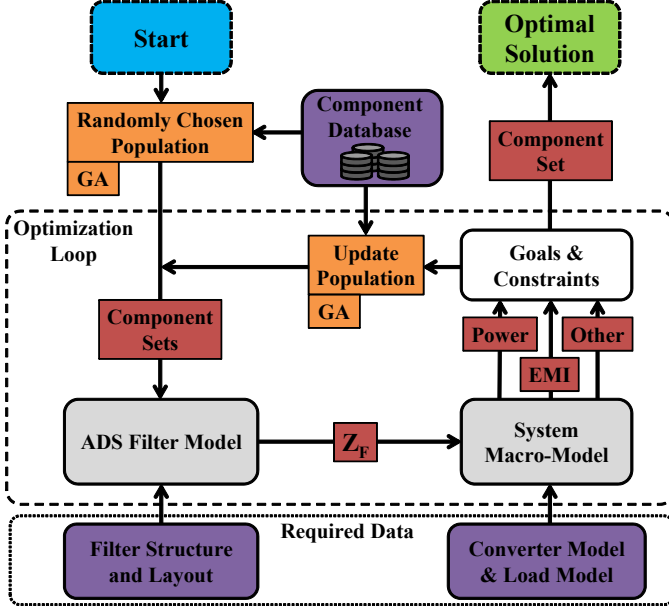 Start
Optimal
Solution
Component
Database
Randomly Chosen
Population
GA
Component
Set
Optimization
Loop
Update
Population
GA
Goals &
Constraints
Component
Sets
Power
EMI
Other
ADS Filter Model
Z_F
System
Macro-Model
Required Data
Filter Structure
and Layout
Converter Model
& Load Model